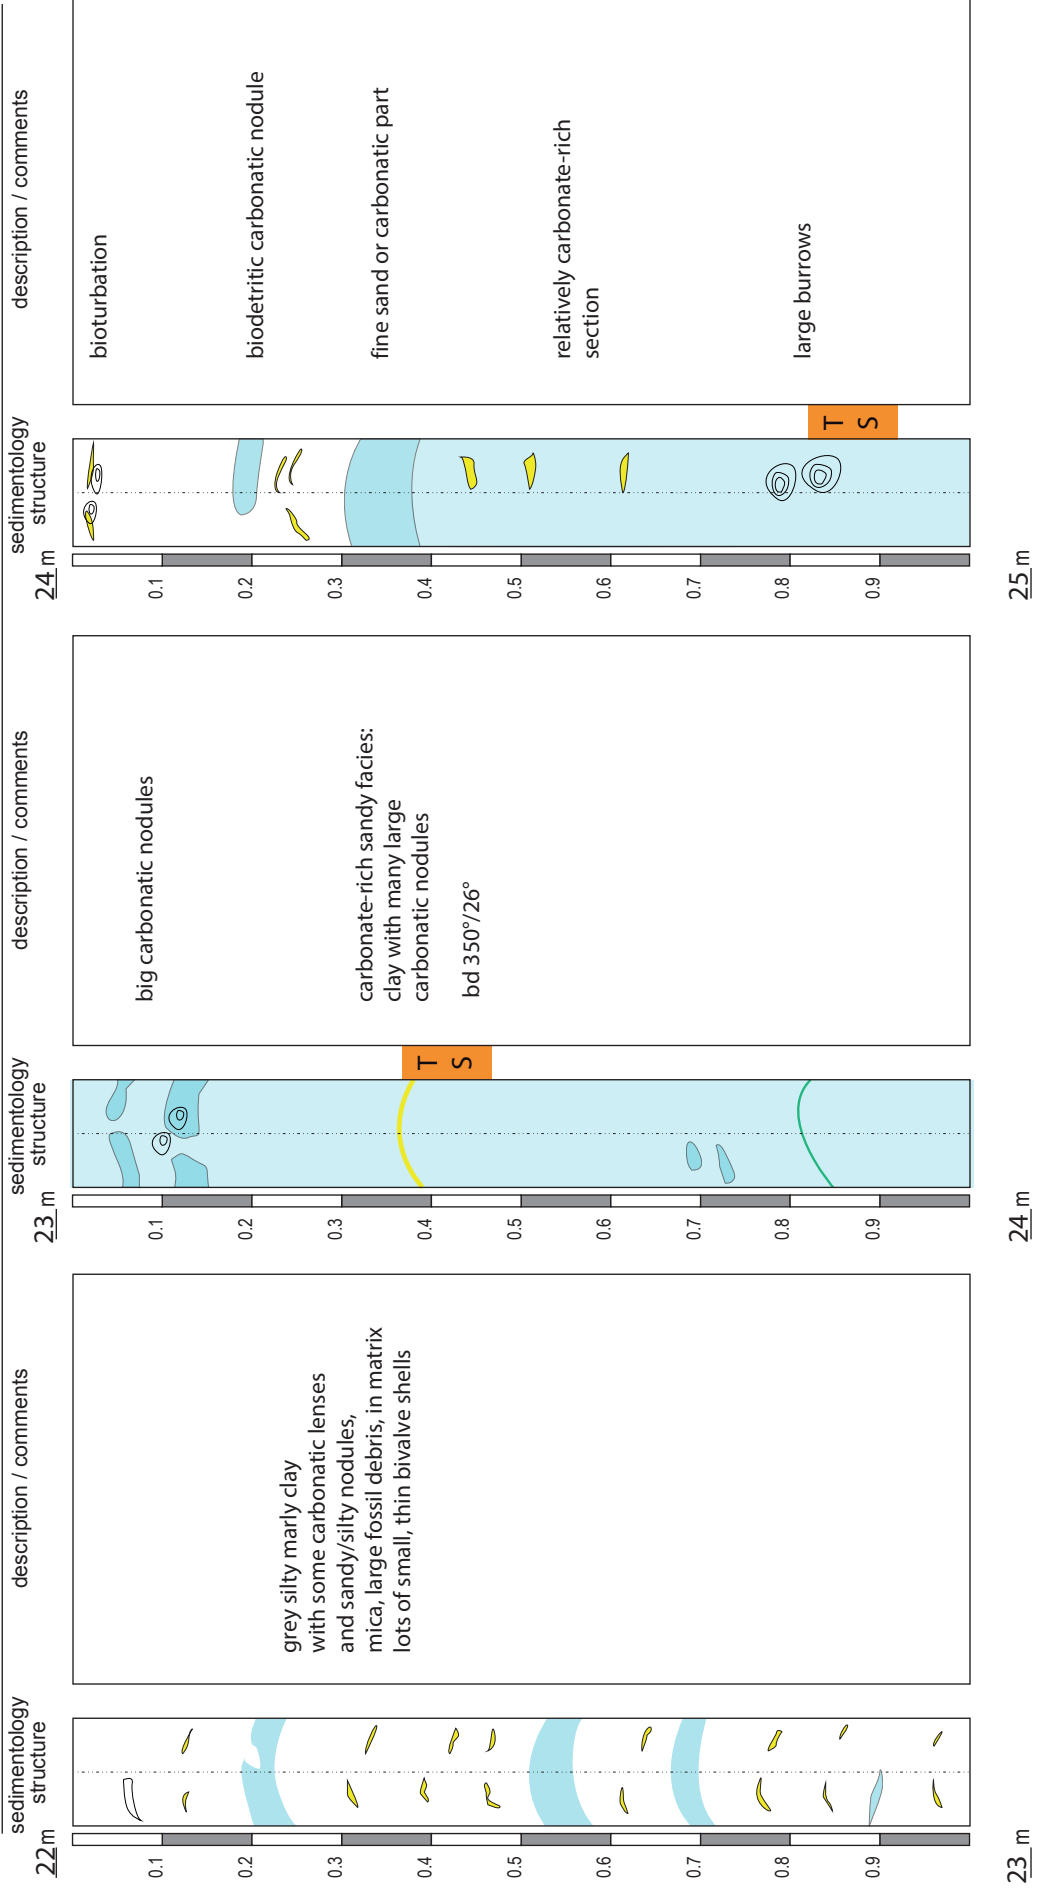 sedimentology
structure
description / comments
22 m
0.1
0.2
0.3
0.4
0.5
0.6
0.7
0.8
0.9
23 m
grey silty marly clay
with some carbonatic lenses
and sandy/silty nodules,
mica, large fossil debris, in matrix
lots of small, thin bivalve shells
sedimentology
structure
description / comments
23 m
0.1
0.2
0.3
0.4
0.5
0.6
0.7
0.8
0.9
24 m
T S
big carbonatic nodules
carbonate-rich sandy facies:
clay with many large
carbonatic nodules
bd 350°/26°
sedimentology
structure
description / comments
24 m
0.1
0.2
0.3
0.4
0.5
0.6
0.7
0.8
0.9
25 m
T S
bioturbation
biodetritic carbonatic nodule
fine sand or carbonatic part
relatively carbonate-rich
section
large burrows